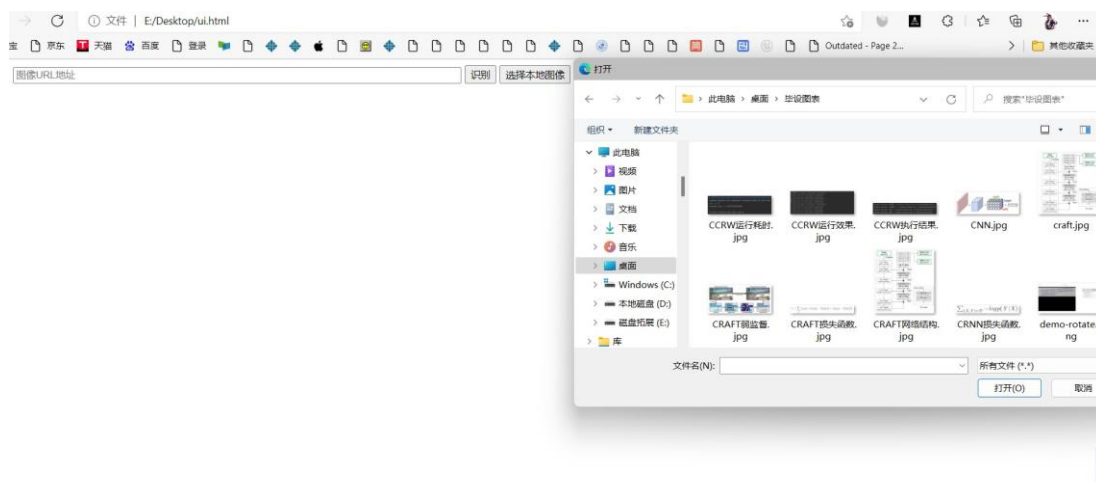 文件 | E:/Desktop/ui.html
宝 京东 天猫 百度 登录 Outdated - Page 2... 其他收藏夹
图像URL地址 识别 选择本地图像
打开
此电脑 > 桌面 > 毕设图表 搜索"毕设图表"
组织 新建文件夹
此电脑
视频
图片
文档
下载
音乐
桌面
Windows (C:)
本地磁盘 (D:)
磁盘拓展 (E:)
库
CCRW运行耗时.jpg
CCRW运行效果.jpg
CCRW执行结果.jpg
CNN.jpg
craft.jpg
CRAFT弱监督.jpg
CRAFT损失函数.jpg
CRAFT网络结构.jpg
CRNN损失函数.jpg
demo-rotate.
ng
文件名(N): 所有文件 (*.*)
打开(O) 取消